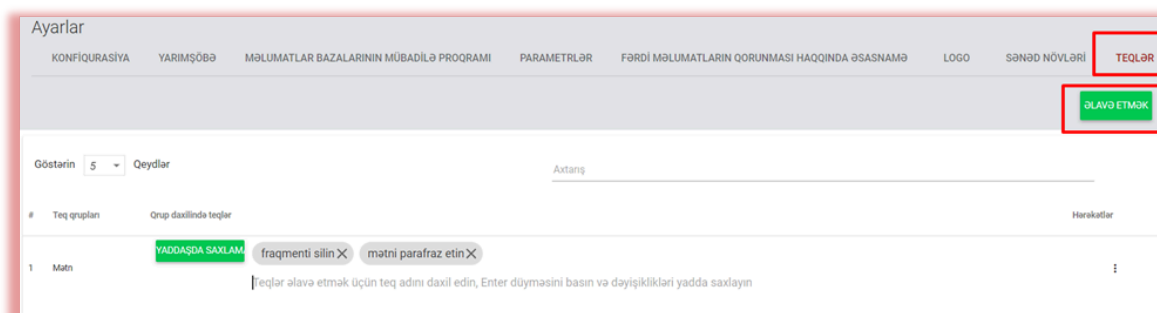 Ayarlar
KONFİQURASİYA YARIMŞÖBƏ MƏLUMATLAR BAZALARININ MÜBADİLƏ PROQRAMI PARAMETRLƏR FƏRDİ MƏLUMATLARIN QORUNMASI HAQQINDA ƏSASNAMƏ LOGO SƏNƏD NÖVLƏRİ TEQLƏR
ƏLAVƏ ETMƏK
Göstərin 5 Qeydlər Axtarış
# Teq qrupları Qrup daxilində teqlər Hərəkətlər
YADDAŞDA SAXLAMA fraqmenti silin mətni parafraz etin
1 Mətn
Teqlər əlavə etmək üçün teq adını daxil edin, Enter düyməsini basın və dəyişiklikləri yadda saxlayın